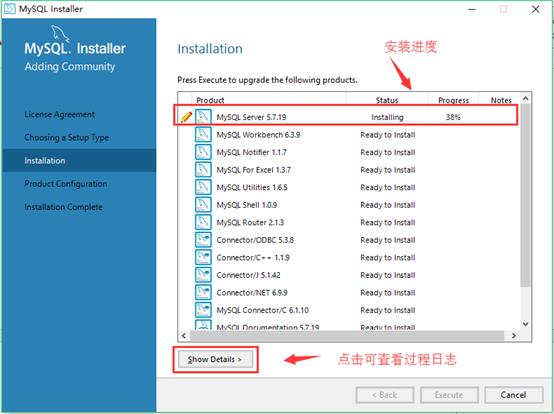 MySQL Installer
MySQL. Installer
Adding Community
License Agreement
Choosing a Setup Type
Installation
Product Configuration
Installation Complete
Installation
安装进度
Press Execute to upgrade the following products.
Product Status Progress Notes
MySQL Server 5.7.19 Installing 38%
MySQL Workbench 6.3.9 Ready to Install
MySQL Notifier 1.1.7 Ready to Install
MySQL For Excel 1.3.7 Ready to Install
MySQL Utilities 1.6.5 Ready to Install
MySQL Shell 1.0.9 Ready to Install
MySQL Router 2.1.3 Ready to Install
Connector/ODBC 5.3.8 Ready to Install
Connector/C++ 1.1.9 Ready to Install
Connector/J 5.1.42 Ready to Install
Connector/NET 6.9.9 Ready to Install
MySQL Connector/C 6.1.10 Ready to Install
MySQL Documentation 5.7.19 Ready to Install
Show Details >
点击可查看过程日志
< Back Execute Cancel